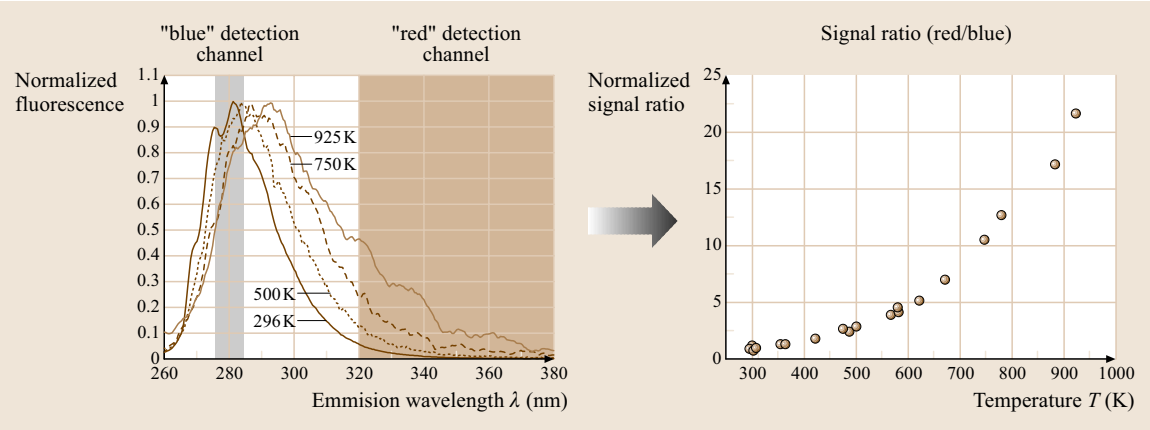 "blue" detection
channel
"red" detection
channel
Normalized
fluorescence
1.1
1
0.9
0.8
0.7
0.6
0.5
0.4
0.3
0.2
0.1
0
925 K
750 K
500 K
296 K
260 280 300 320 340 360 380
Emmision wavelength λ (nm)
Signal ratio (red/blue)
Normalized
signal ratio
25
20
15
10
5
0
300 400 500 600 700 800 900 1000
Temperature T (K)